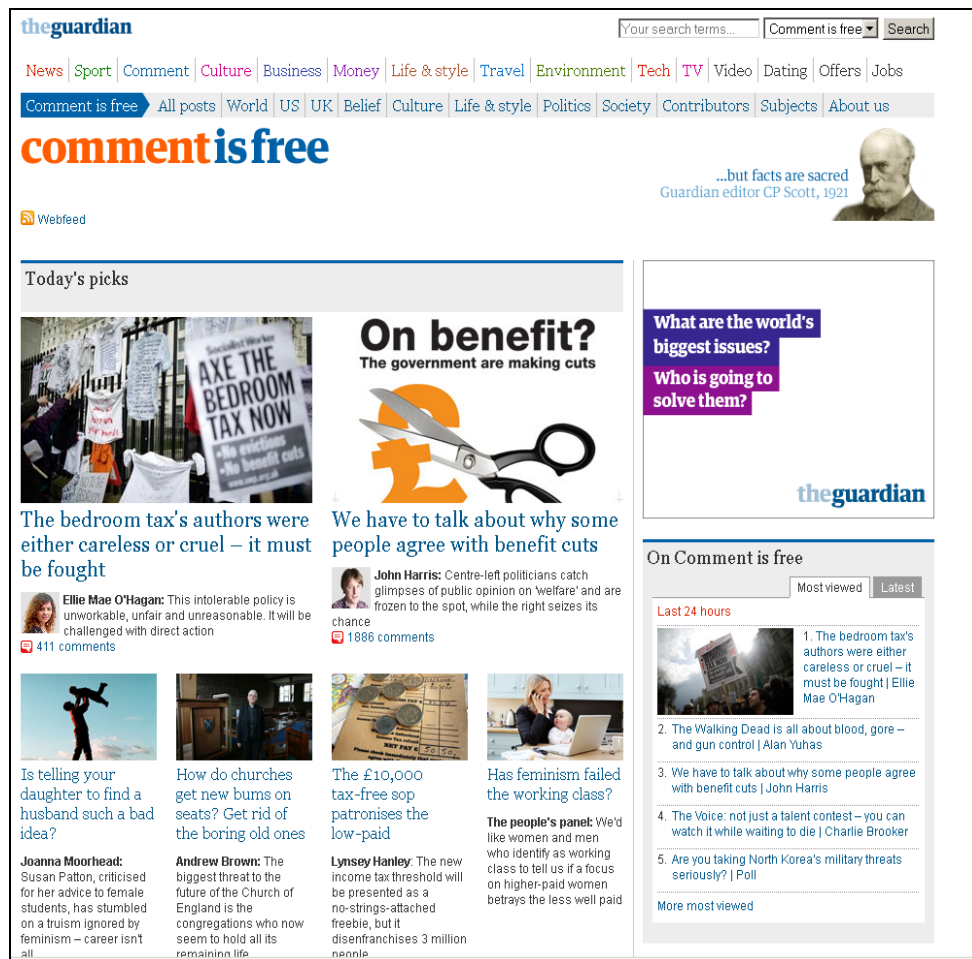 theguardian
Your search terms...
Comment is free
Search
News Sport Comment Culture Business Money Life & style Travel Environment Tech TV Video Dating Offers Jobs
Comment is free All posts World US UK Belief Culture Life & style Politics Society Contributors Subjects About us
commentisfree
...but facts are sacred
Guardian editor CP Scott, 1921
Webfeed
Today's picks
Socialist Worker
AXE THE
BEDROOM
TAX NOW
•No evictions
•No benefit cuts
On benefit?
The government are making cuts
The bedroom tax's authors were
either careless or cruel – it must
be fought
Ellie Mae O'Hagan: This intolerable policy is
unworkable, unfair and unreasonable. It will be
challenged with direct action
411 comments
We have to talk about why some
people agree with benefit cuts
John Harris: Centre-left politicians catch
glimpses of public opinion on 'welfare' and are
frozen to the spot, while the right seizes its
chance
1886 comments
NET PAY £
Is telling your
daughter to find a
husband such a bad
idea?
Joanna Moorhead:
Susan Patton, criticised
for her advice to female
students, has stumbled
on a truism ignored by
feminism – career isn't
all
How do churches
get new bums on
seats? Get rid of
the boring old ones
Andrew Brown: The
biggest threat to the
future of the Church of
England is the
congregations who now
seem to hold all its
remaining life
The £10,000
tax-free sop
patronises the
low-paid
Lynsey Hanley: The new
income tax threshold will
be presented as a
no-strings-attached
freebie, but it
disenfranchises 3 million
people
Has feminism failed
the working class?
The people's panel: We'd
like women and men
who identify as working
class to tell us if a focus
on higher-paid women
betrays the less well paid
What are the world's
biggest issues?
Who is going to
solve them?
theguardian
On Comment is free
Most viewed Latest
Last 24 hours
1. The bedroom tax's
authors were either
careless or cruel – it
must be fought | Ellie
Mae O'Hagan
2. The Walking Dead is all about blood, gore –
and gun control | Alan Yuhas
3. We have to talk about why some people agree
with benefit cuts | John Harris
4. The Voice: not just a talent contest – you can
watch it while waiting to die | Charlie Brooker
5. Are you taking North Korea's military threats
seriously? | Poll
More most viewed